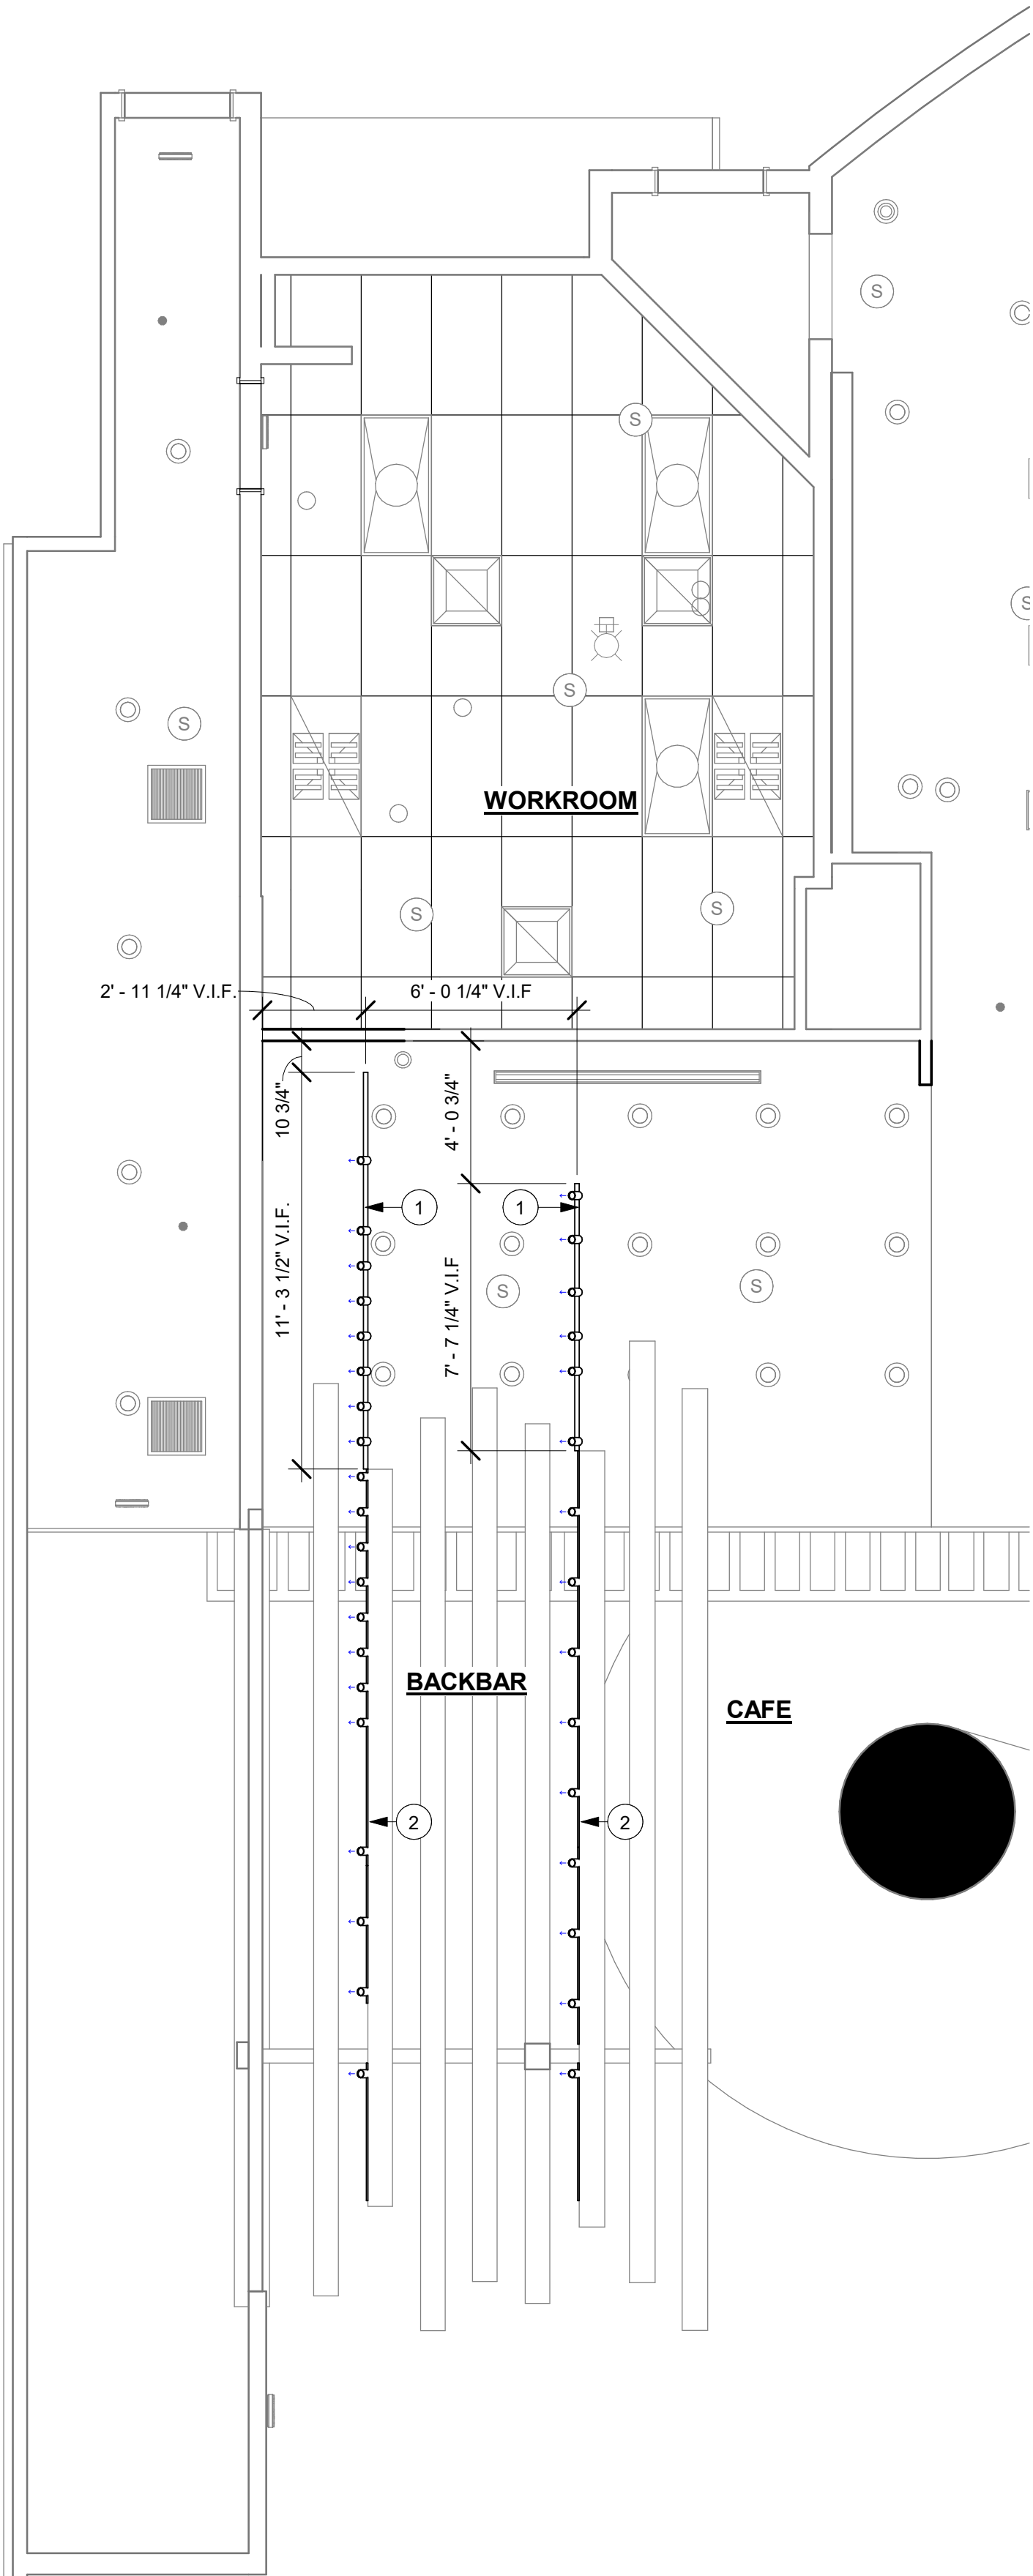 S
S
S
S
S
S
WORKROOM
S
S
2' - 11 1/4" V.I.F.
6' - 0 1/4" V.I.F
10 3/4"
4' - 0 3/4"
1
1
11' - 3 1/2" V.I.F.
7' - 7 1/4" V.I.F
S
S
BACKBAR
CAFE
2
2